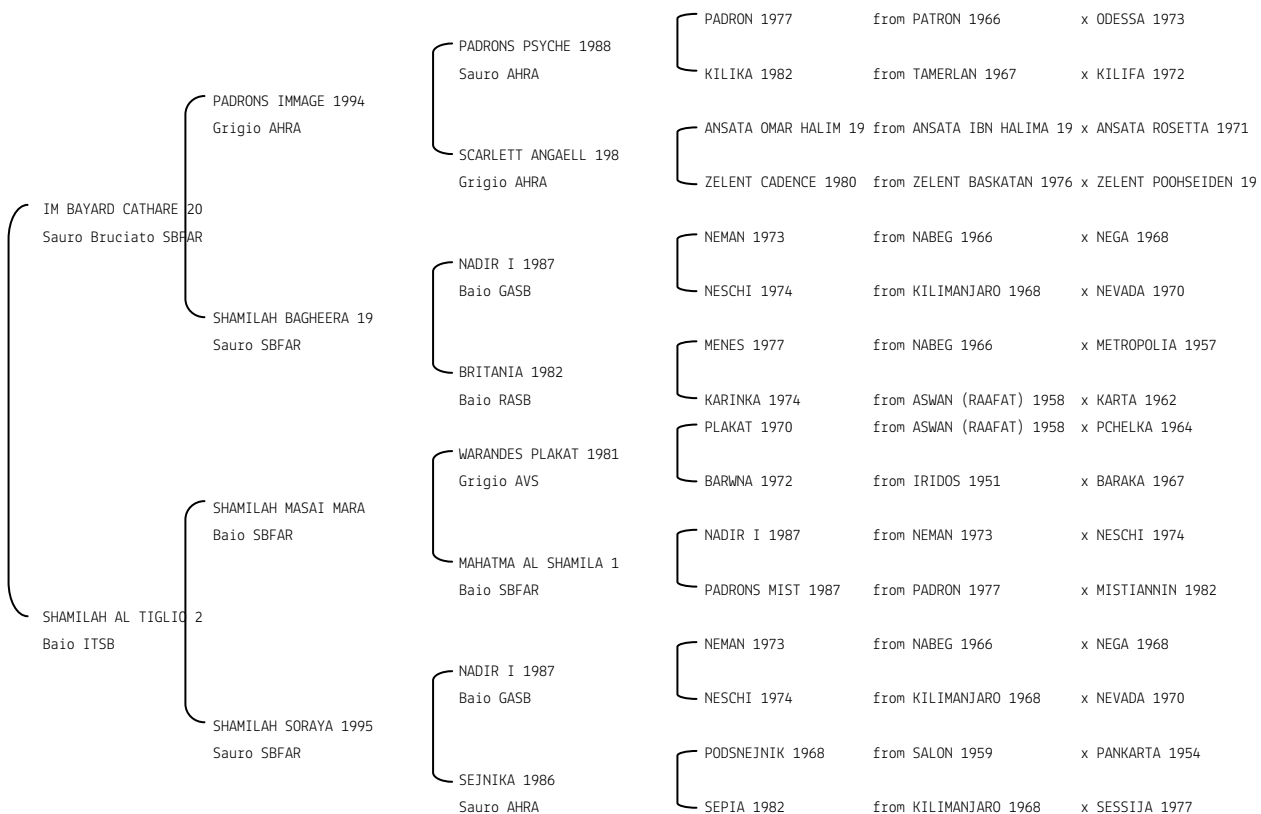 PADRON 1977 from PATRON 1966 x ODESSA 1973
PADRONS PSYCHE 1988
Sauro AHRA KILIKA 1982 from TAMERLAN 1967 x KILIFA 1972
PADRONS IMMAGE 1994
Grigio AHRA ANSATA OMAR HALIM 19 from ANSATA IBN HALIMA 19 x ANSATA ROSETTA 1971
SCARLETT ANGAELL 198
Grigio AHRA ZELENT CADENCE 1980 from ZELENT BASKATAN 1976 x ZELENT POOHSEIDEN 19
IM BAYARD CATHARE 20
Sauro Bruciato SBFAR NEMAN 1973 from NABEG 1966 x NEGA 1968
NADIR I 1987
Baio GASB NESCHI 1974 from KILIMANJARO 1968 x NEVADA 1970
SHAMILAH BAGHEERA 19
Sauro SBFAR MENES 1977 from NABEG 1966 x METROPOLIA 1957
BRITANIA 1982
Baio RASB KARINKA 1974 from ASWAN (RAAFAT) 1958 x KARTA 1962
PLAKAT 1970 from ASWAN (RAAFAT) 1958 x PCHELKA 1964
WARANDES PLAKAT 1981
Grigio AVS BARWNA 1972 from IRIDOS 1951 x BARAKA 1967
SHAMILAH MASAI MARA
Baio SBFAR NADIR I 1987 from NEMAN 1973 x NESCHI 1974
MAHATMA AL SHAMILA 1
Baio SBFAR PADRONS MIST 1987 from PADRON 1977 x MISTIANNIN 1982
SHAMILAH AL TIGLIO 2
Baio ITSB NEMAN 1973 from NABEG 1966 x NEGA 1968
NADIR I 1987
Baio GASB NESCHI 1974 from KILIMANJARO 1968 x NEVADA 1970
SHAMILAH SORAYA 1995
Sauro SBFAR PODSNEJNIK 1968 from SALON 1959 x PANKARTA 1954
SEJNIKA 1986
Sauro AHRA SEPIA 1982 from KILIMANJARO 1968 x SESSIJA 1977